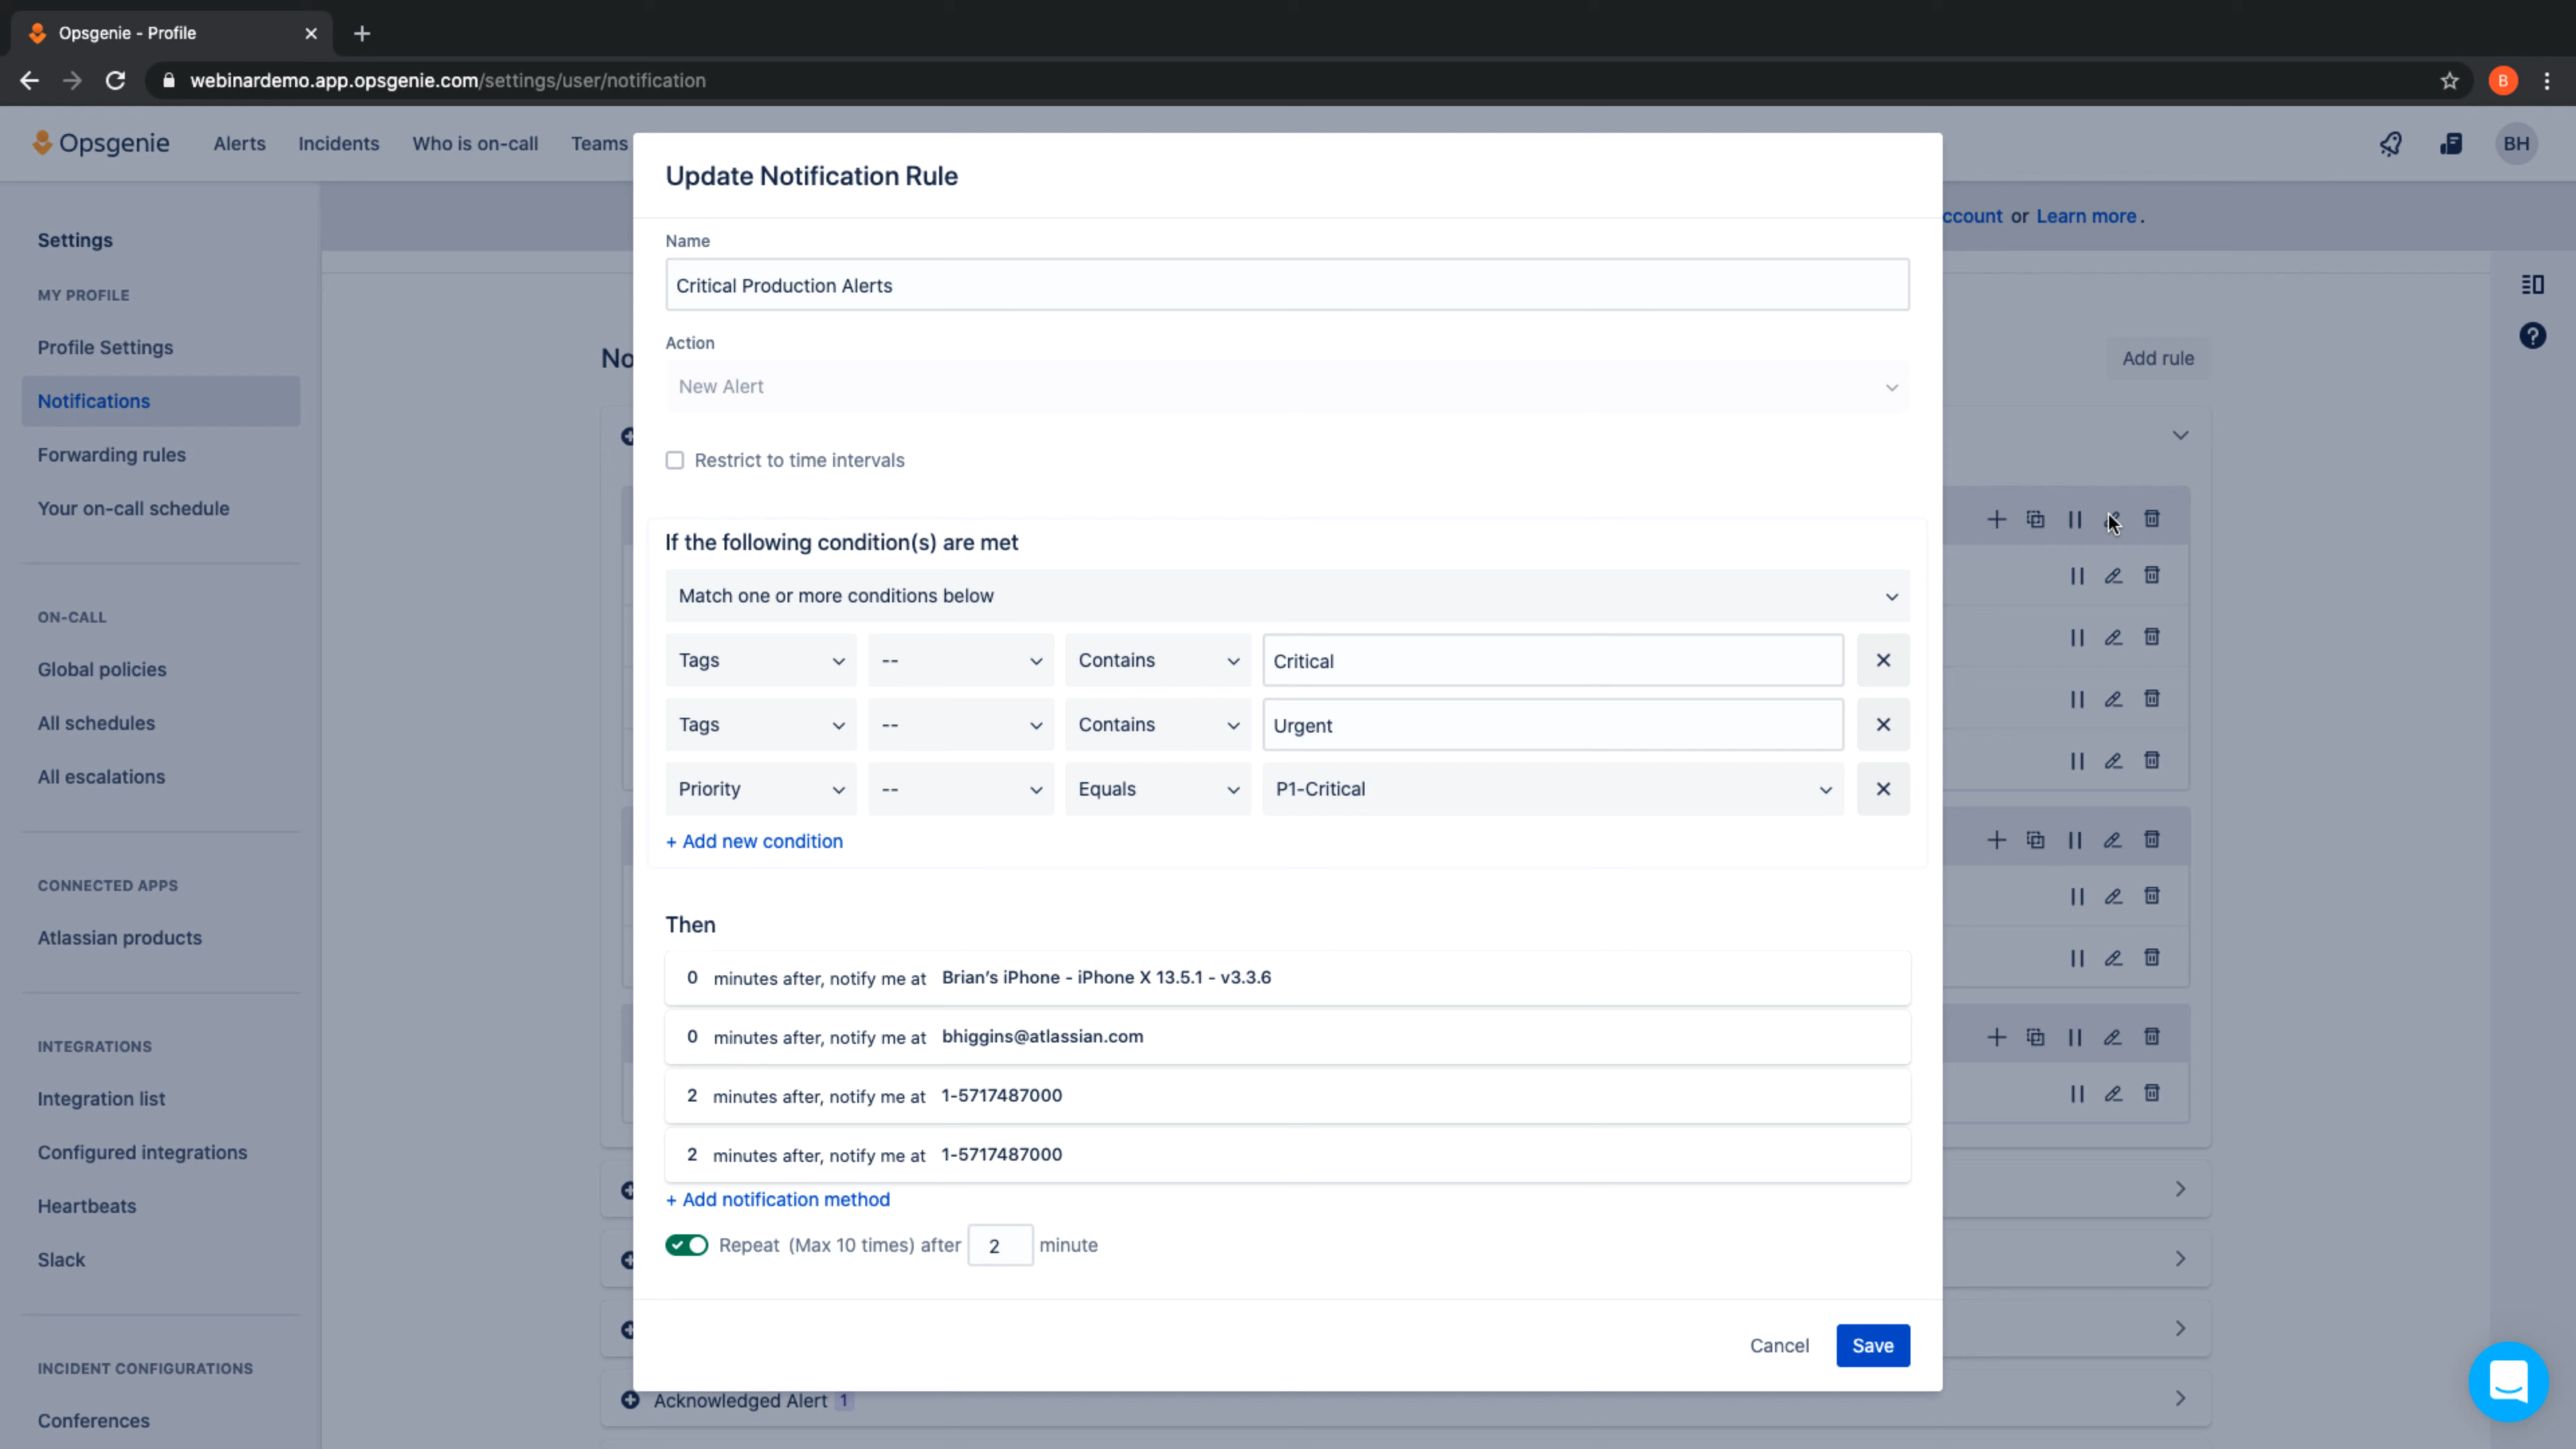 Opsgenie - Profile
webinardemo.app.opsgenie.com/settings/user/notification
B
Opsgenie
Alerts
Incidents
Who is on-call
Teams
BH
ccount or Learn more.
Settings
MY PROFILE
Profile Settings
Notifications
Forwarding rules
Your on-call schedule
ON-CALL
Global policies
All schedules
All escalations
CONNECTED APPS
Atlassian products
INTEGRATIONS
Integration list
Configured integrations
Heartbeats
Slack
INCIDENT CONFIGURATIONS
Conferences
No
Add rule
Update Notification Rule
Name
Critical Production Alerts
Action
New Alert
Restrict to time intervals
If the following condition(s) are met
Match one or more conditions below
Tags -- Contains Critical
Tags -- Contains Urgent
Priority -- Equals P1-Critical
+ Add new condition
Then
0 minutes after, notify me at Brian’s iPhone - iPhone X 13.5.1 - v3.3.6
0 minutes after, notify me at bhiggins@atlassian.com
2 minutes after, notify me at 1-5717487000
2 minutes after, notify me at 1-5717487000
+ Add notification method
Repeat (Max 10 times) after 2 minute
Cancel
Save
Acknowledged Alert 1